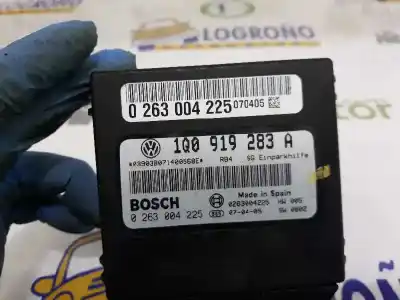 LOGROÑO
0 263 004 225 070405
1Q0 919 283 A
RB4 SG Einparkhilfe
BOSCH
Made in Spain
0263004225 HW 005
0 263 004 225
07-04-05 SW 0002